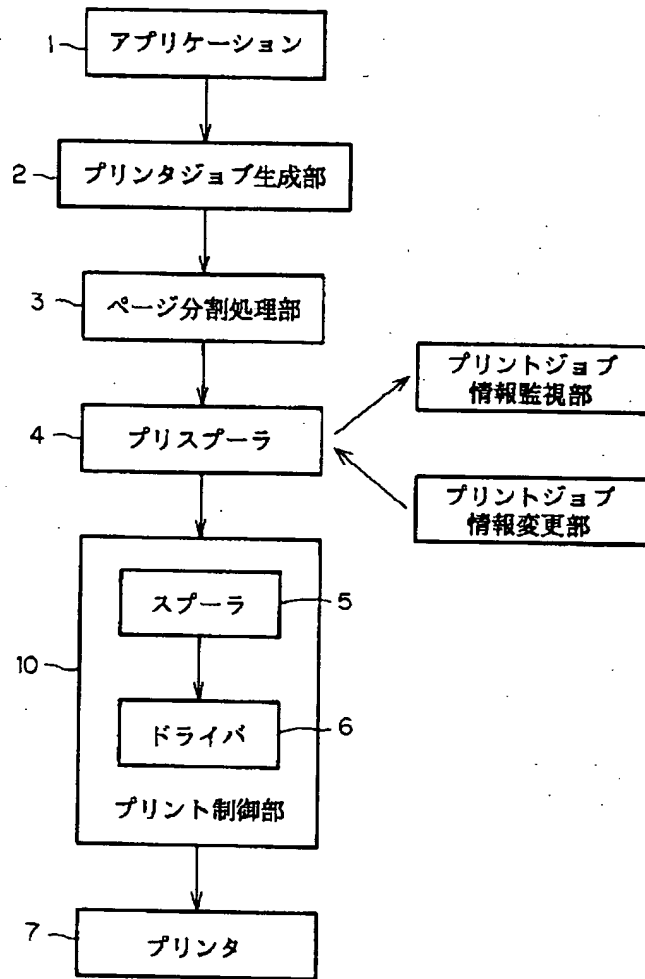 1
アプリケーション
2
プリンタジョブ生成部
3
ページ分割処理部
プリントジョブ
情報監視部
4
プリスプーラ
プリントジョブ
情報変更部
スプーラ
5
10
ドライバ
6
プリント制御部
7
プリンタ